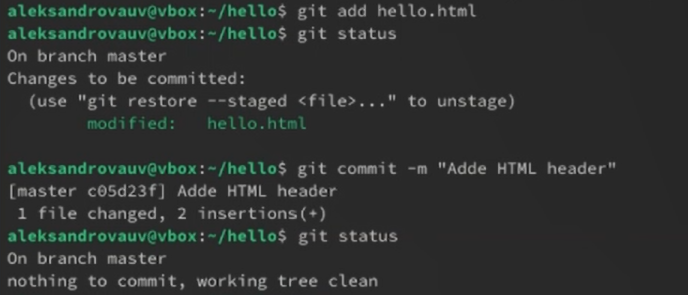 aleksandrovauv@vbox:~/hello$ git add hello.html
aleksandrovauv@vbox:~/hello$ git status
On branch master
Changes to be committed:
  (use "git restore --staged <file>..." to unstage)
        modified:   hello.html

aleksandrovauv@vbox:~/hello$ git commit -m "Adde HTML header"
[master c05d23f] Adde HTML header
 1 file changed, 2 insertions(+)
aleksandrovauv@vbox:~/hello$ git status
On branch master
nothing to commit, working tree clean